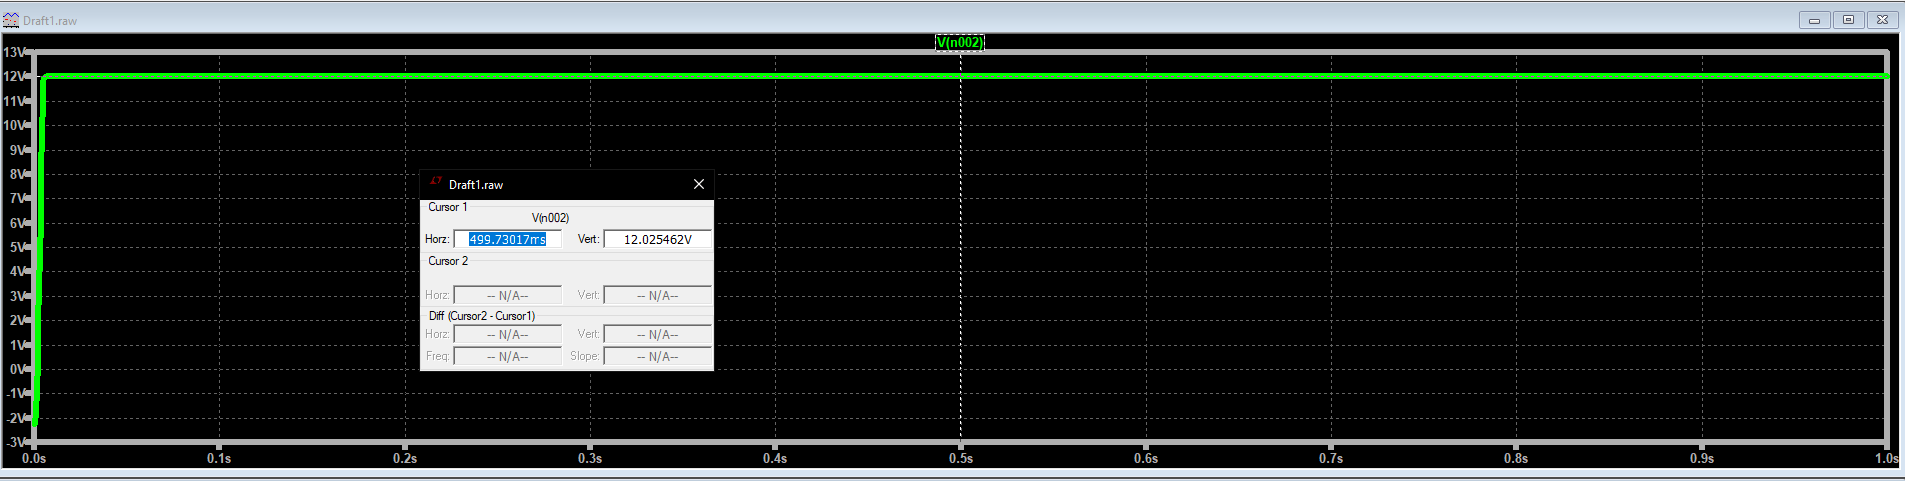 Draft1.raw
V(n002)
13V
12V
11V
10V
9V
8V
7V
6V
5V
4V
3V
2V
1V
0V
-1V
-2V
-3V
0.0s 0.1s 0.2s 0.3s 0.4s 0.5s 0.6s 0.7s 0.8s 0.9s 1.0s
Draft1.raw
Cursor 1
V(n002)
Horz: 499.73017ms Vert: 12.025462V
Cursor 2
Horz: -- N/A-- Vert: -- N/A--
Diff (Cursor2 - Cursor1)
Horz: -- N/A-- Vert: -- N/A--
Freq: -- N/A-- Slope: -- N/A--